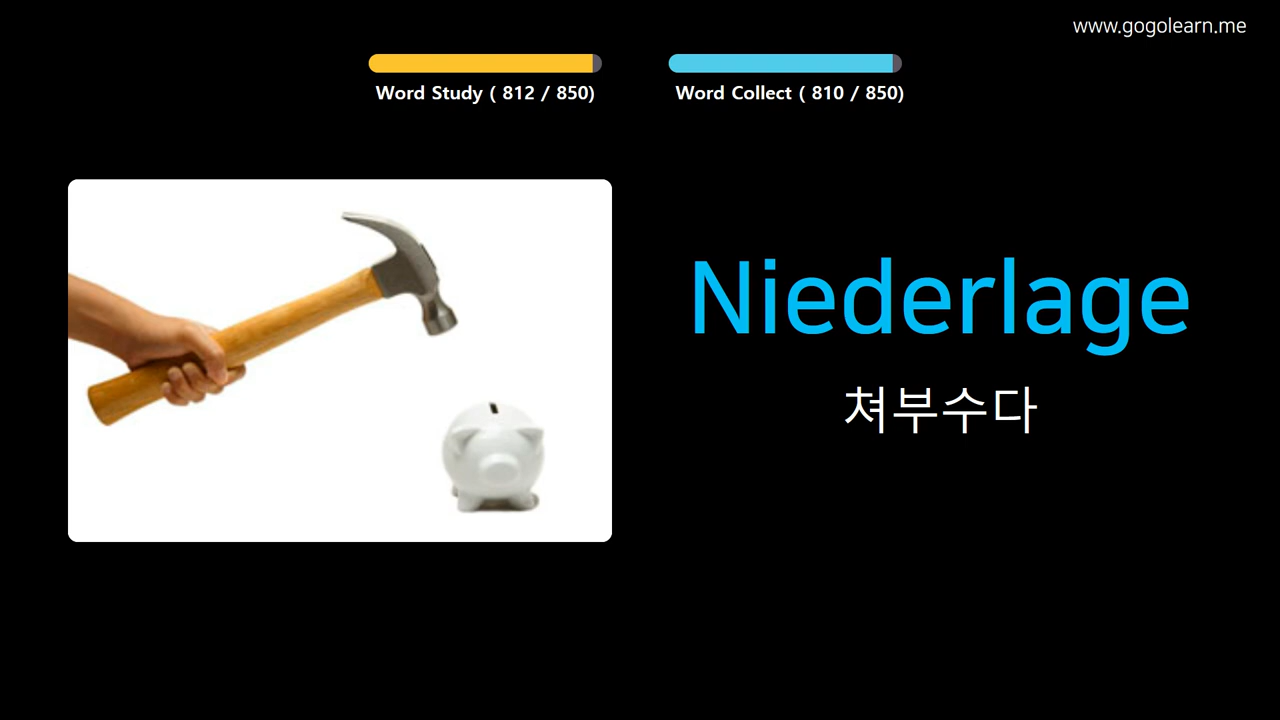 www.gogolearn.me
Word Study ( 812 / 850)
Word Collect ( 810 / 850)
Niederlage
쳐부수다